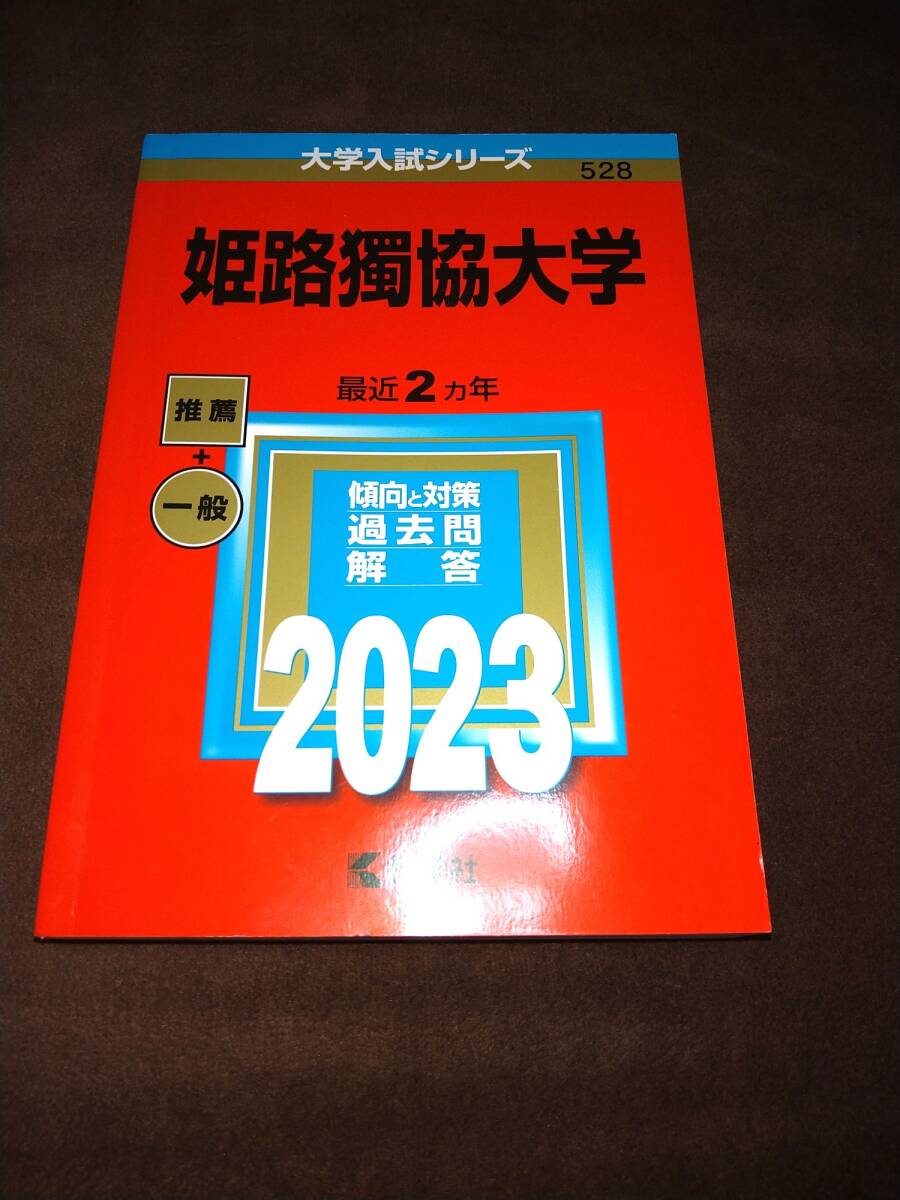 大学入試シリーズ
528
姫路獨協大学
最近2ヵ年
推薦
+
一般
傾向と対策
過去問
解答
2023